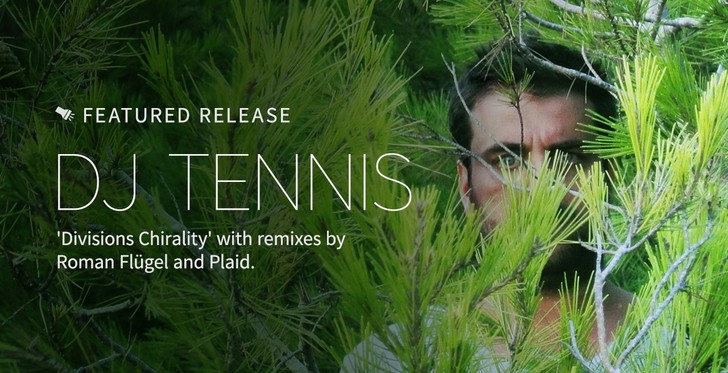 FEATURED RELEASE
DJ TENNIS
'Divisions Chirality' with remixes by
Roman Flügel and Plaid.